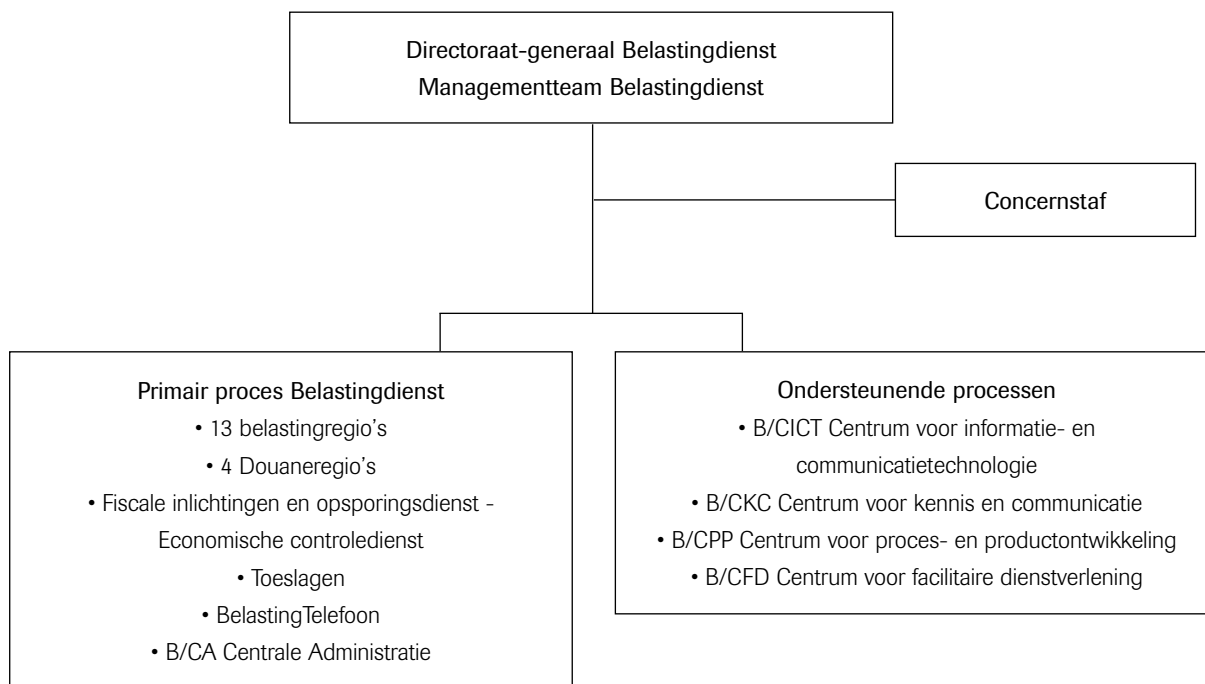 Directoraat-generaal Belastingdienst
Managementteam Belastingdienst
Concernstaf
Primair proces Belastingdienst
• 13 belastingregio's
• 4 Douaneregio's
• Fiscale inlichtingen en opsporingsdienst -
Economische controledienst
• Toeslagen
• BelastingTelefoon
• B/CA Centrale Administratie
Ondersteunende processen
• B/CICT Centrum voor informatie- en
communicatietechnologie
• B/CKC Centrum voor kennis en communicatie
• B/CPP Centrum voor proces- en productontwikkeling
• B/CFD Centrum voor facilitaire dienstverlening